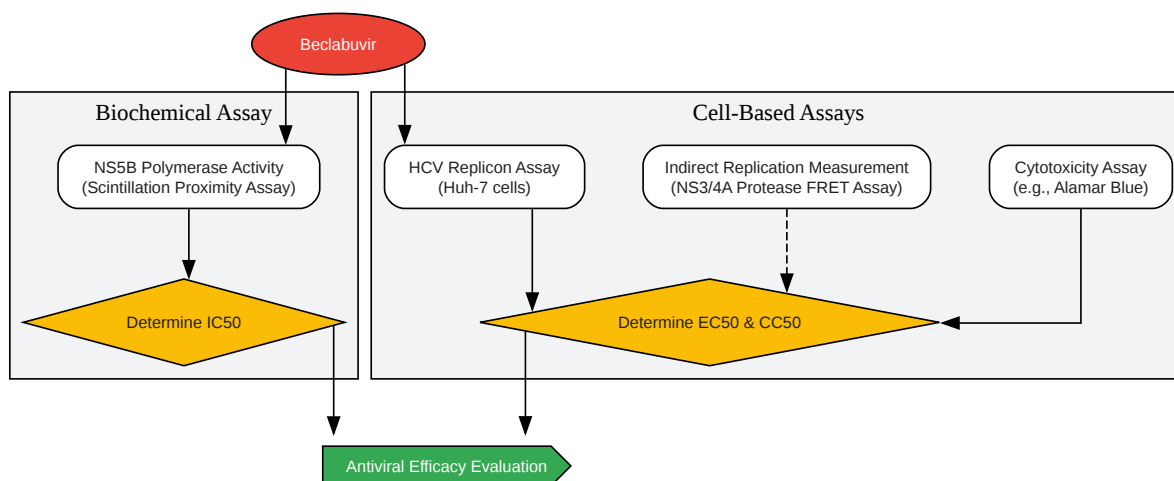 Beclabuvir
Biochemical Assay
NS5B Polymerase Activity
(Scintillation Proximity Assay)
Determine IC50
Cell-Based Assays
HCV Replicon Assay
(Huh-7 cells)
Indirect Replication Measurement
(NS3/4A Protease FRET Assay)
Cytotoxicity Assay
(e.g., Alamar Blue)
Determine EC50 & CC50
Antiviral Efficacy Evaluation